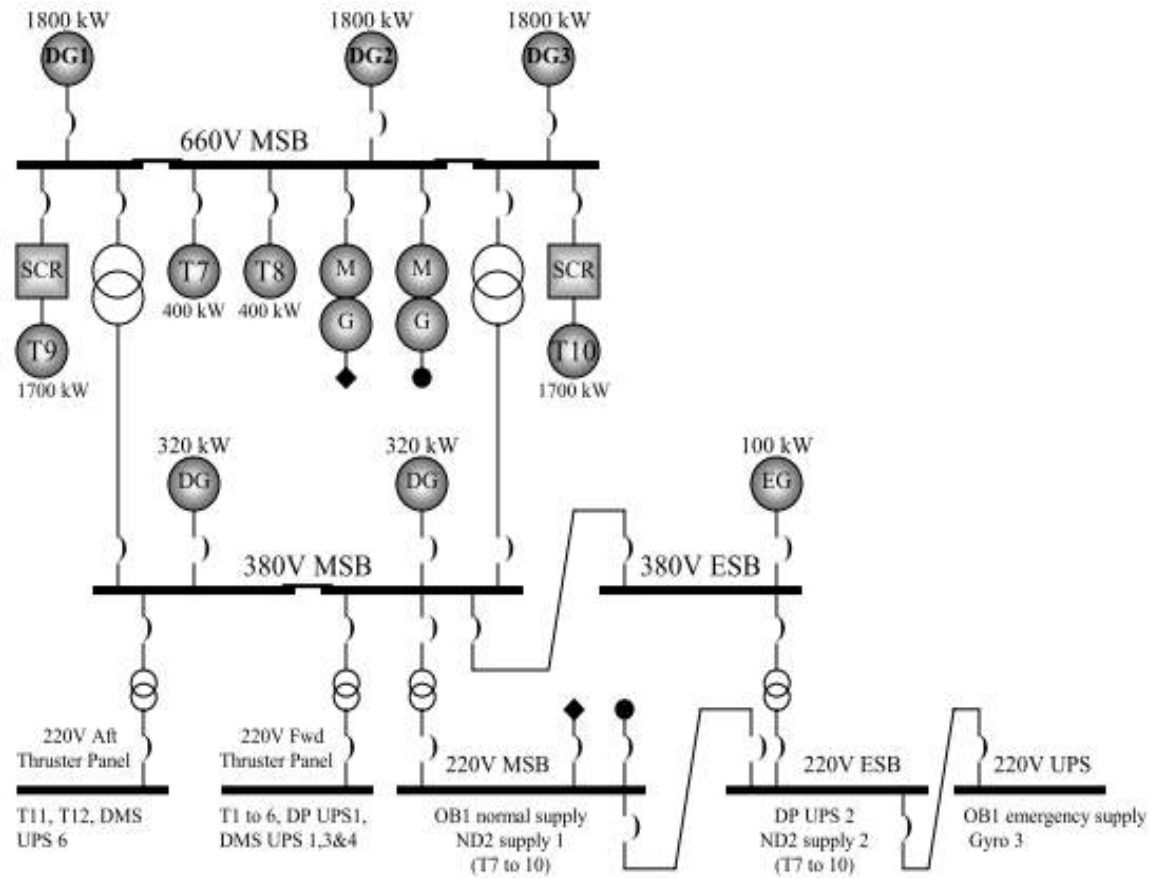 1800 kW
1800 kW
1800 kW
DG1
DG2
DG3
660V MSB
SCR
T7
T8
M
M
SCR
400 kW
400 kW
G
G
T9
T10
1700 kW
1700 kW
320 kW
320 kW
100 kW
DG
DG
EG
380V MSB
380V ESB
220V Aft
Thruster Panel
220V Fwd
Thruster Panel
220V MSB
220V ESB
220V UPS
T11, T12, DMS
UPS 6
T1 to 6, DP UPS1,
DMS UPS 1,3&4
OB1 normal supply
ND2 supply 1
(T7 to 10)
DP UPS 2
ND2 supply 2
(T7 to 10)
OB1 emergency supply
Gyro 3